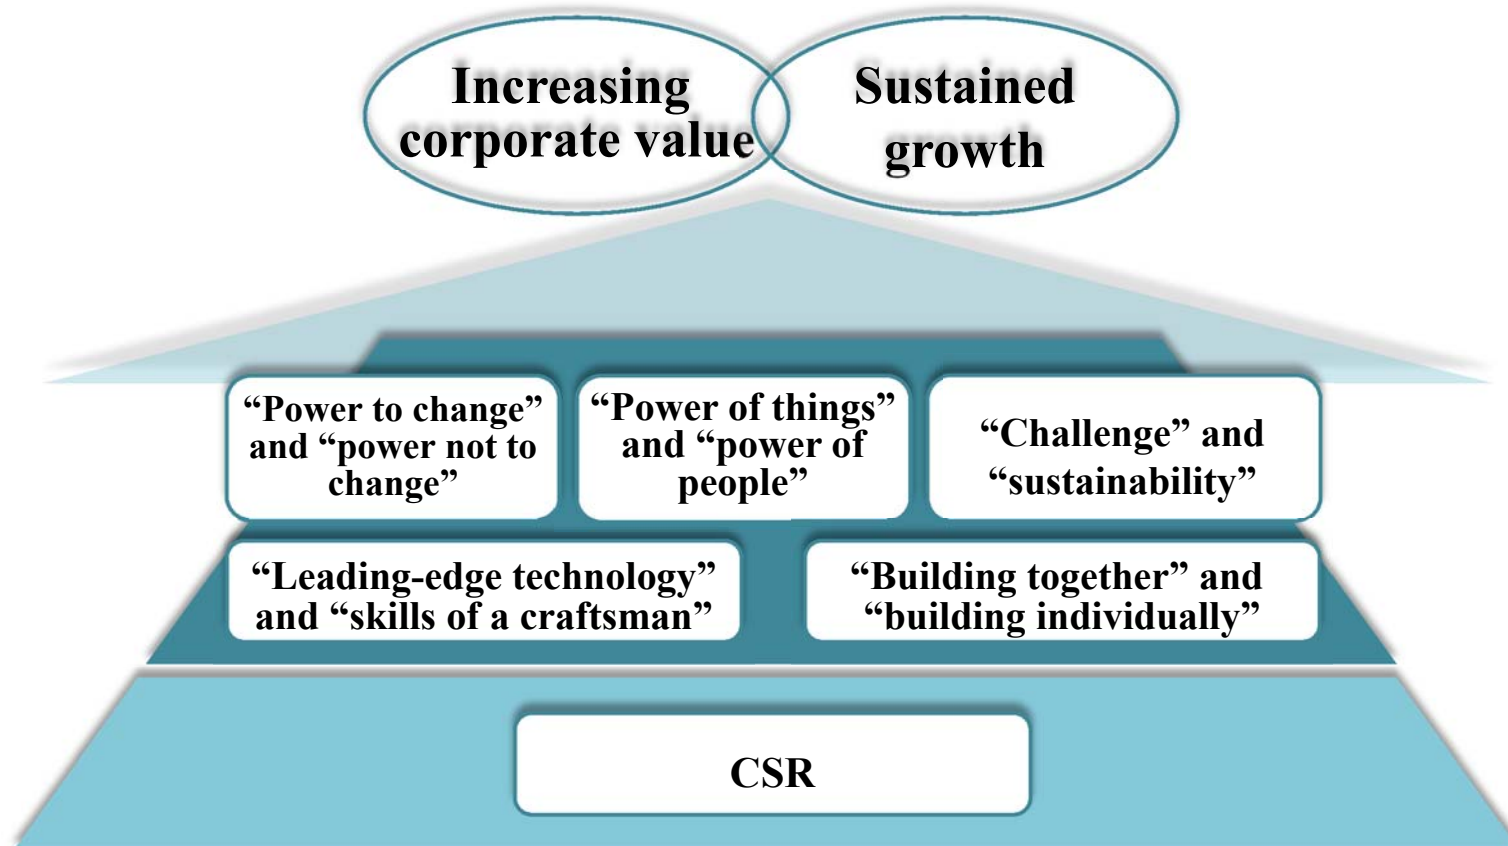 Increasing
corporate value
Sustained
growth
“Power to change”
and “power not to
change”
“Power of things”
and “power of
people”
“Challenge” and
“sustainability”
“Leading-edge technology”
and “skills of a craftsman”
“Building together” and
“building individually”
CSR